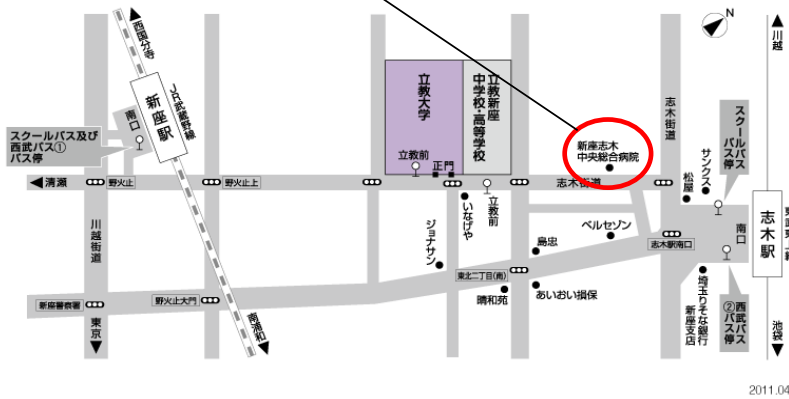 N
川越
西国分寺
JR武蔵野線
新座駅
南口
スクールバス及び
西武バス①
バス停
立教大学
立教新座
中学校・高等学校
立教前
正門
新座志木
中央総合病院
志木街道
スクールバス
バス停
サンクス
松屋
清瀬
野火止
野火止上
志木街道
立教前
いなげや
ジョナサン
川越街道
島忠
ベルセゾン
志木駅南口
南口
志木駅
東武東上線
東北二丁目(南)
晴和苑
あいおい損保
埼玉りそな銀行
新座支店
西武バス
②バス停
新座警察署
野火止大門
東京
南浦和
池袋
2011.04